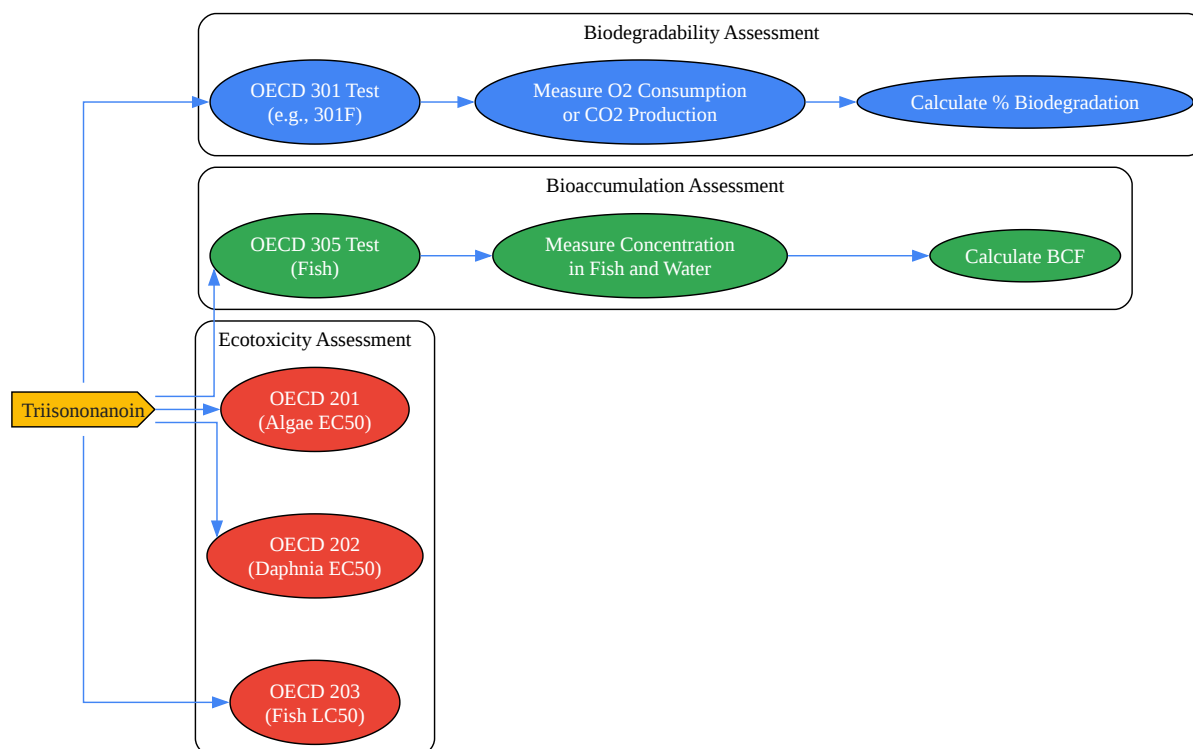 Biodegradability Assessment
OECD 301 Test
(e.g., 301F)
Measure O2 Consumption
or CO2 Production
Calculate % Biodegradation
Bioaccumulation Assessment
OECD 305 Test
(Fish)
Measure Concentration
in Fish and Water
Calculate BCF
Ecotoxicity Assessment
Triisononanoin
OECD 201
(Algae EC50)
OECD 202
(Daphnia EC50)
OECD 203
(Fish LC50)